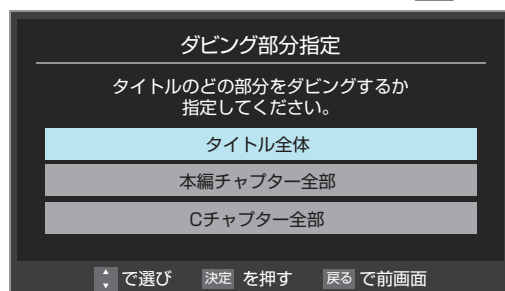 ダビング部分指定
タイトルのどの部分をダビングするか
指定してください。
タイトル全体
本編チャプター全部
Cチャプター全部
で選び 決定 を押す 戻る で前画面